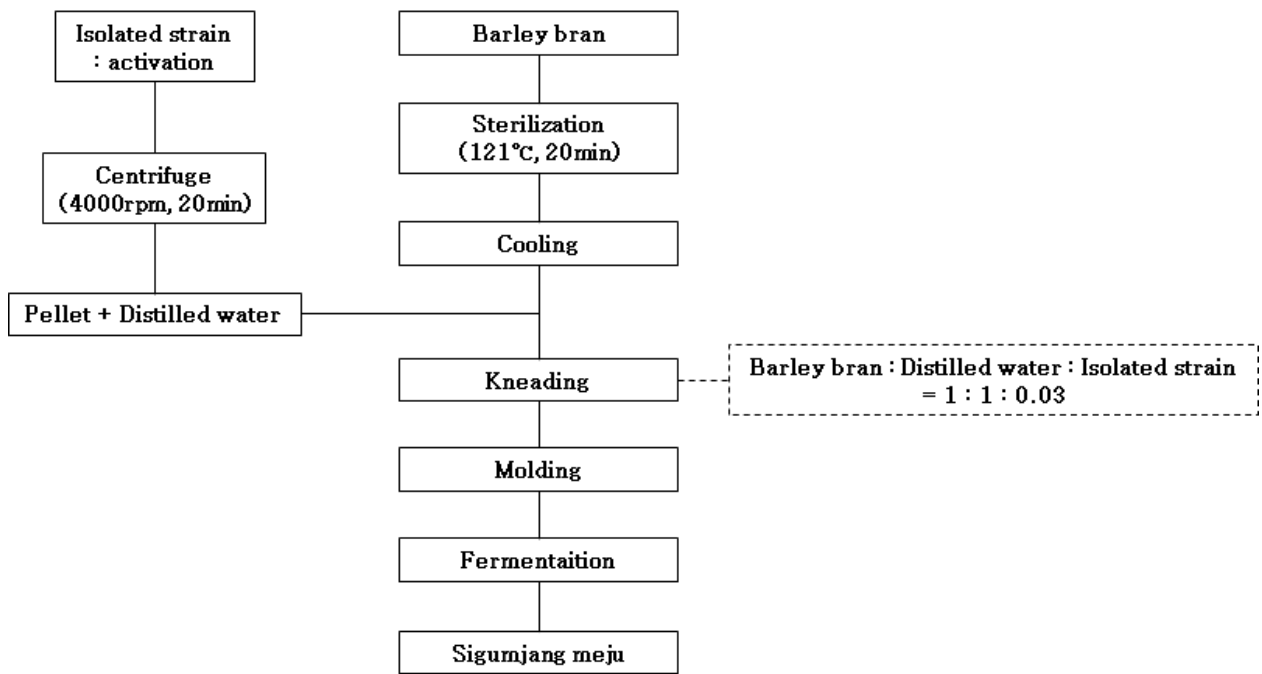 Isolated strain
: activation
Centrifuge
(4000rpm, 20min)
Pellet + Distilled water
Barley bran
Sterilization
(121℃, 20min)
Cooling
Kneading
Barley bran : Distilled water : Isolated strain
= 1 : 1 : 0.03
Molding
Fermentaition
Sigumjang meju